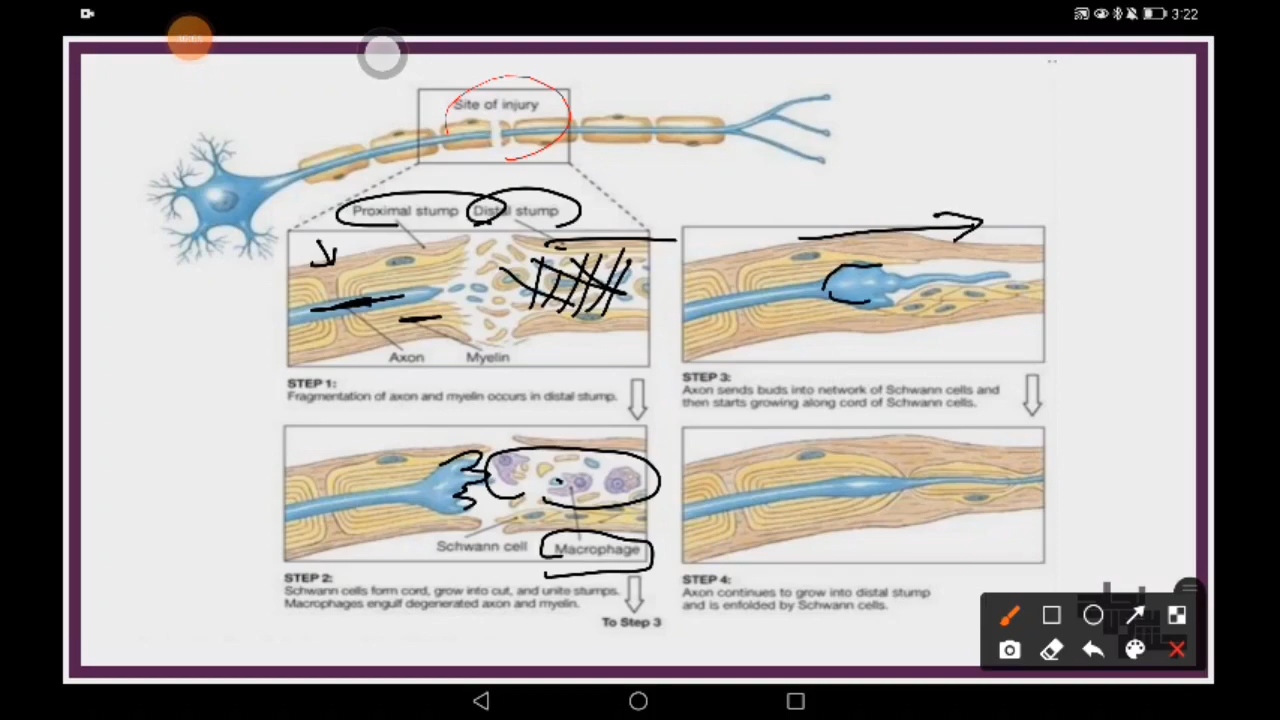 3:22
Site of injury
Proximal stump
Distal stump
Axon
Myelin
STEP 1:
Fragmentation of axon and myelin occurs in distal stump.
Schwann cell
Macrophage
STEP 2:
Schwann cells form cord, grow into cut, and unite stumps.
Macrophages engulf degenerated axon and myelin.
To Step 3
STEP 3:
Axon sends buds into network of Schwann cells and
then starts growing along cord of Schwann cells.
STEP 4:
Axon continues to grow into distal stump
and is enfolded by Schwann cells.